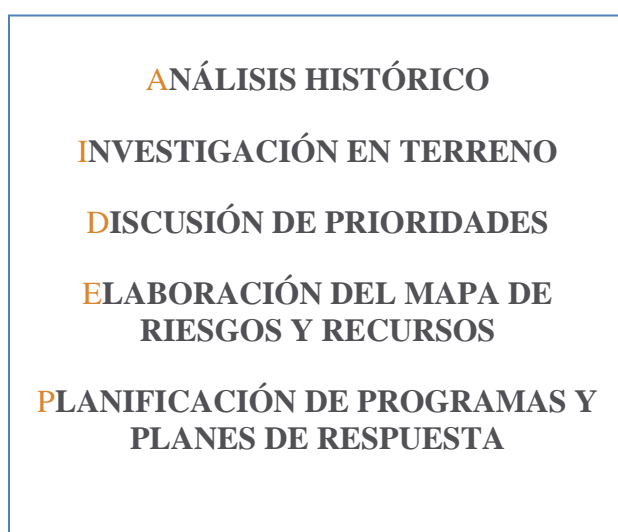 ANÁLISIS HISTÓRICO
INVESTIGACIÓN EN TERRENO
DISCUSIÓN DE PRIORIDADES
ELABORACIÓN DEL MAPA DE
RIESGOS Y RECURSOS
PLANIFICACIÓN DE PROGRAMAS Y
PLANES DE RESPUESTA